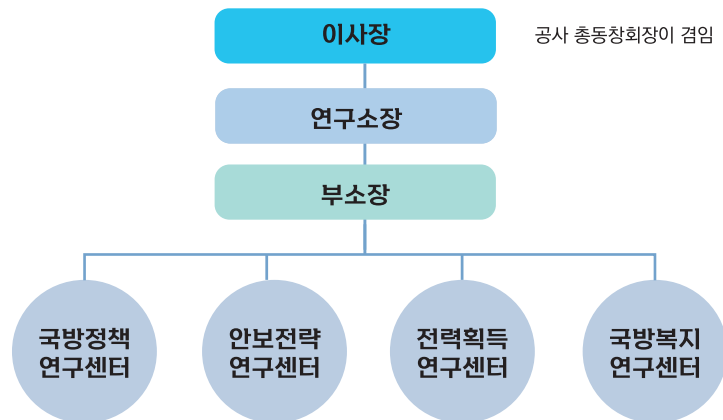 이사장
공사 총동창회장이 겸임
연구소장
부소장
국방정책
연구센터
안보전략
연구센터
전력획득
연구센터
국방복지
연구센터